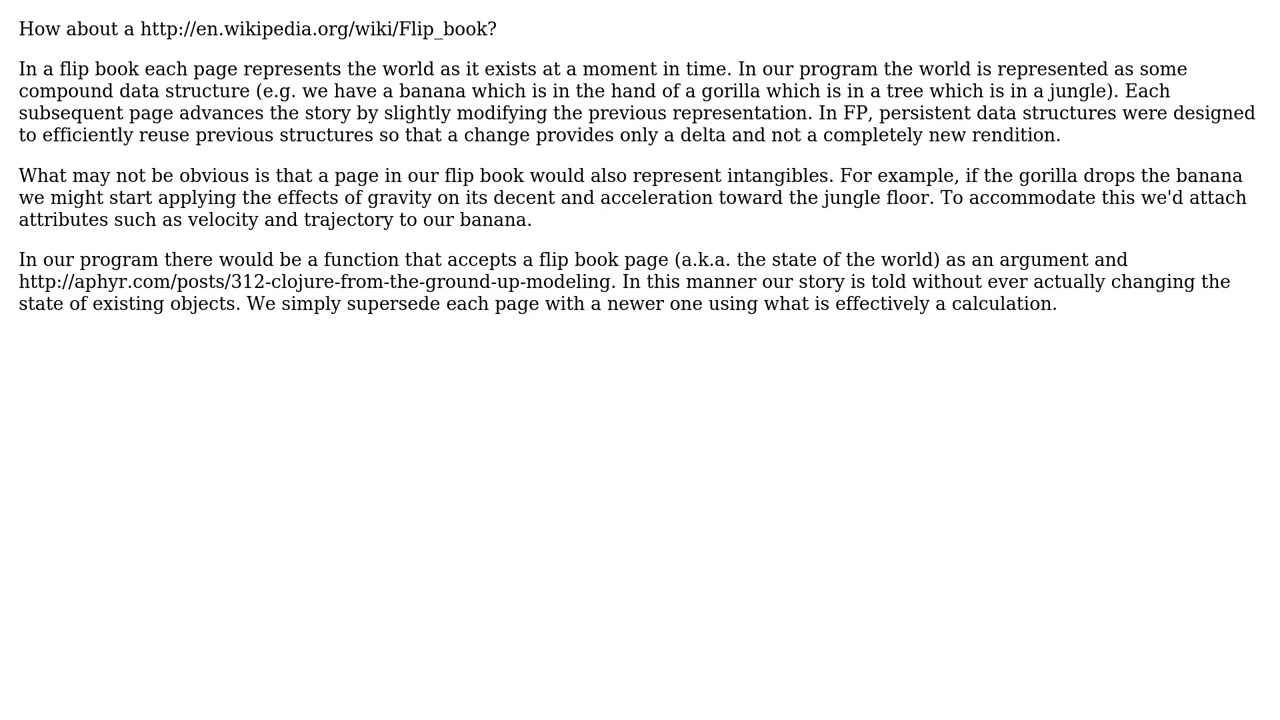 How about a http://en.wikipedia.org/wiki/Flip_book?
In a flip book each page represents the world as it exists at a moment in time. In our program the world is represented as some
compound data structure (e.g. we have a banana which is in the hand of a gorilla which is in a tree which is in a jungle). Each
subsequent page advances the story by slightly modifying the previous representation. In FP, persistent data structures were designed
to efficiently reuse previous structures so that a change provides only a delta and not a completely new rendition.
What may not be obvious is that a page in our flip book would also represent intangibles. For example, if the gorilla drops the banana
we might start applying the effects of gravity on its decent and acceleration toward the jungle floor. To accommodate this we'd attach
attributes such as velocity and trajectory to our banana.
In our program there would be a function that accepts a flip book page (a.k.a. the state of the world) as an argument and
http://aphyr.com/posts/312-clojure-from-the-ground-up-modeling. In this manner our story is told without ever actually changing the
state of existing objects. We simply supersede each page with a newer one using what is effectively a calculation.